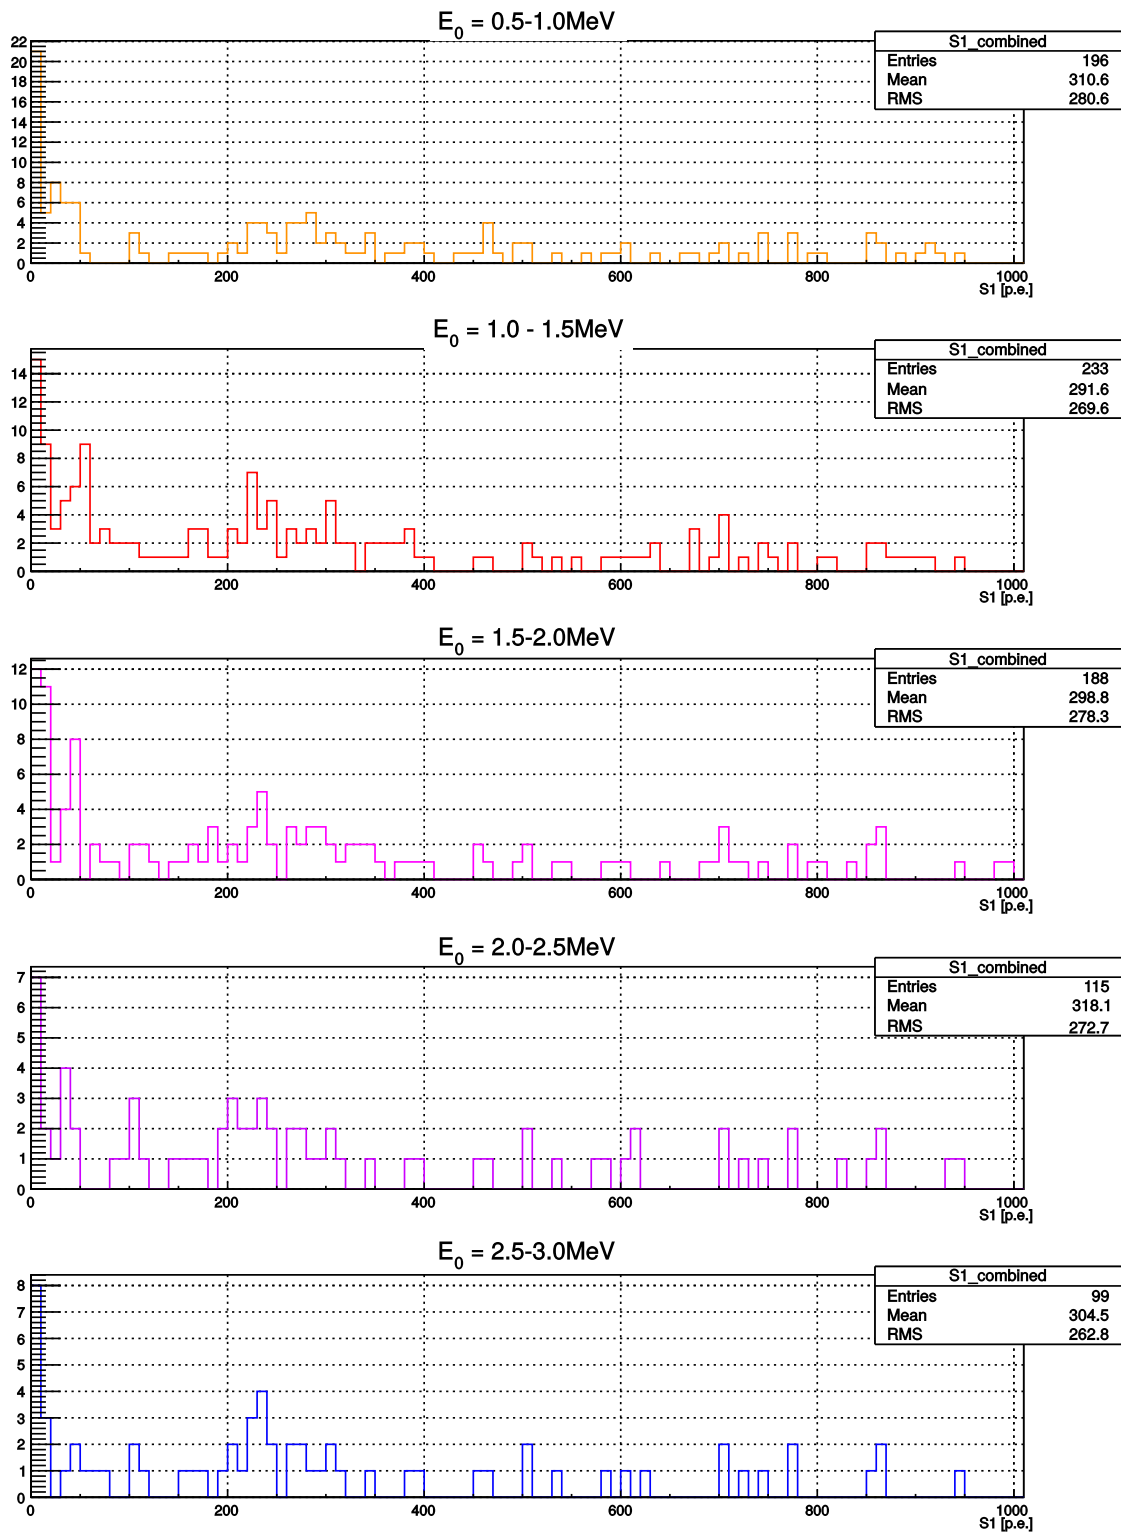 E0 = 0.5-1.0MeV
S1_combined
Entries 196
Mean 310.6
RMS 280.6
22
20
18
16
14
12
10
8
6
4
2
0
0 200 400 600 800 1000
S1 [p.e.]
E0 = 1.0 - 1.5MeV
S1_combined
Entries 233
Mean 291.6
RMS 269.6
14
12
10
8
6
4
2
0
0 200 400 600 800 1000
S1 [p.e.]
E0 = 1.5-2.0MeV
S1_combined
Entries 188
Mean 298.8
RMS 278.3
12
10
8
6
4
2
0
0 200 400 600 800 1000
S1 [p.e.]
E0 = 2.0-2.5MeV
S1_combined
Entries 115
Mean 318.1
RMS 272.7
7
6
5
4
3
2
1
0
0 200 400 600 800 1000
S1 [p.e.]
E0 = 2.5-3.0MeV
S1_combined
Entries 99
Mean 304.5
RMS 262.8
8
7
6
5
4
3
2
1
0
0 200 400 600 800 1000
S1 [p.e.]